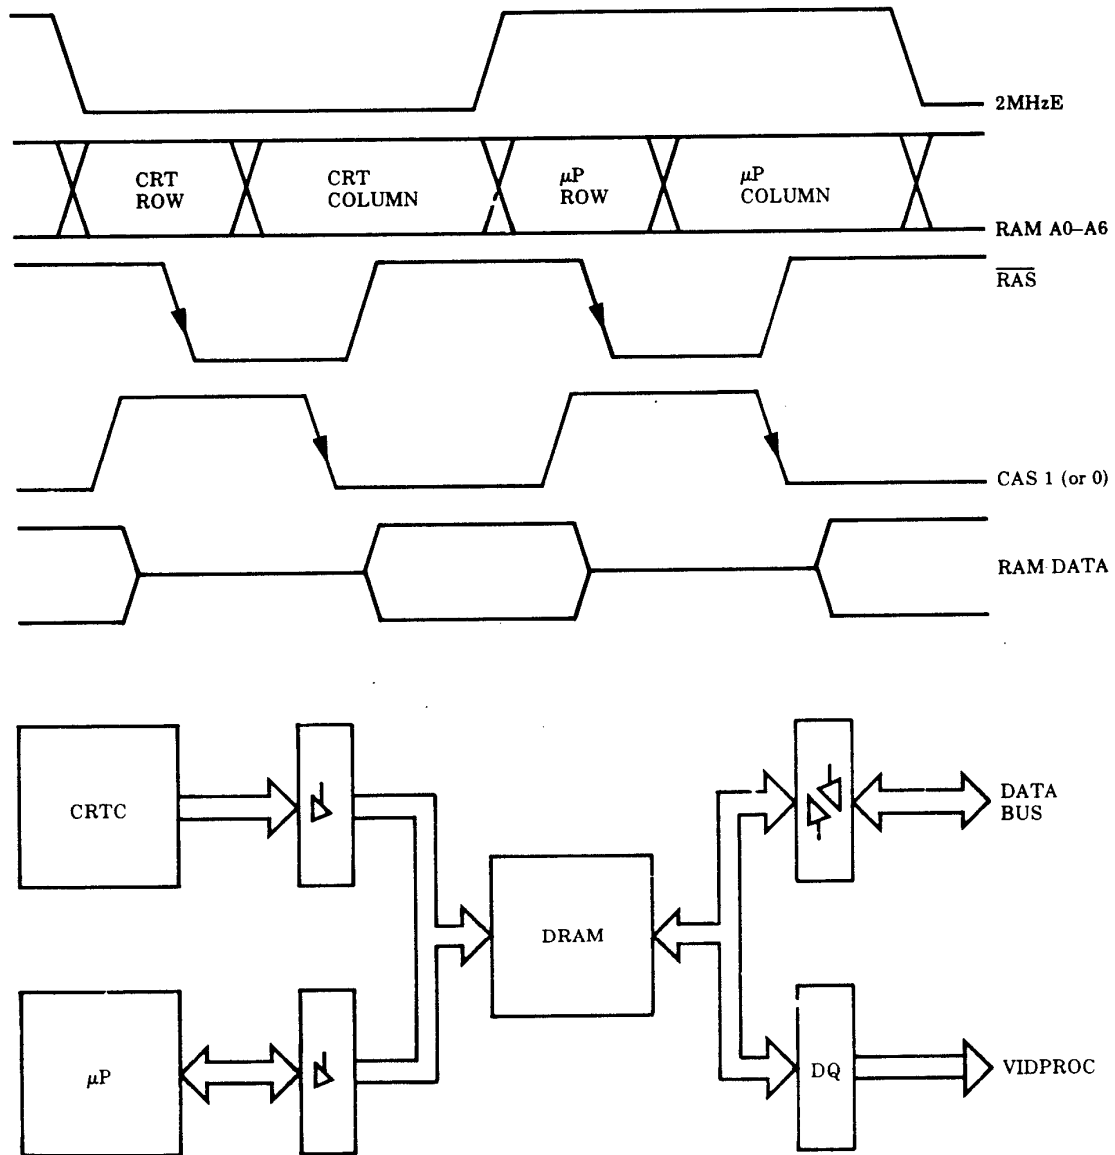 2MHzE
CRT
ROW
CRT
COLUMN
μP
ROW
μP
COLUMN
RAM A0–A6
RAS
CAS 1 (or 0)
RAM DATA
CRTC
DATA
BUS
DRAM
μP
DQ
VIDPROC